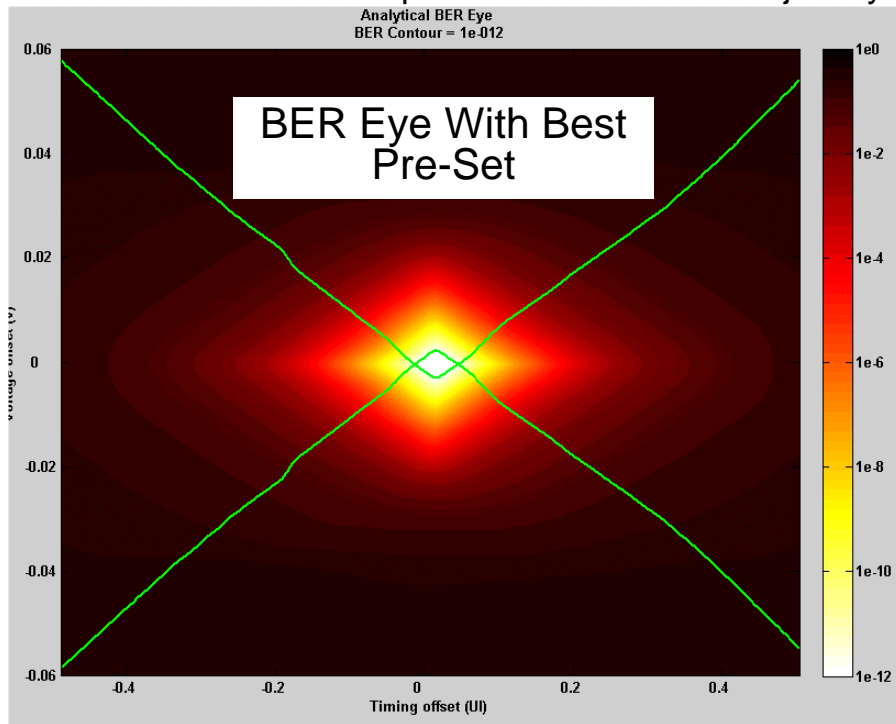 Analytical BER Eye
BER Contour = 1e-012
BER Eye With Best
Pre-Set
0.06
0.04
0.02
0
-0.02
-0.04
-0.06
-0.4
-0.2
0
0.2
0.4
Timing offset (UI)
1e0
1e-2
1e-4
1e-6
1e-8
1e-10
1e-12